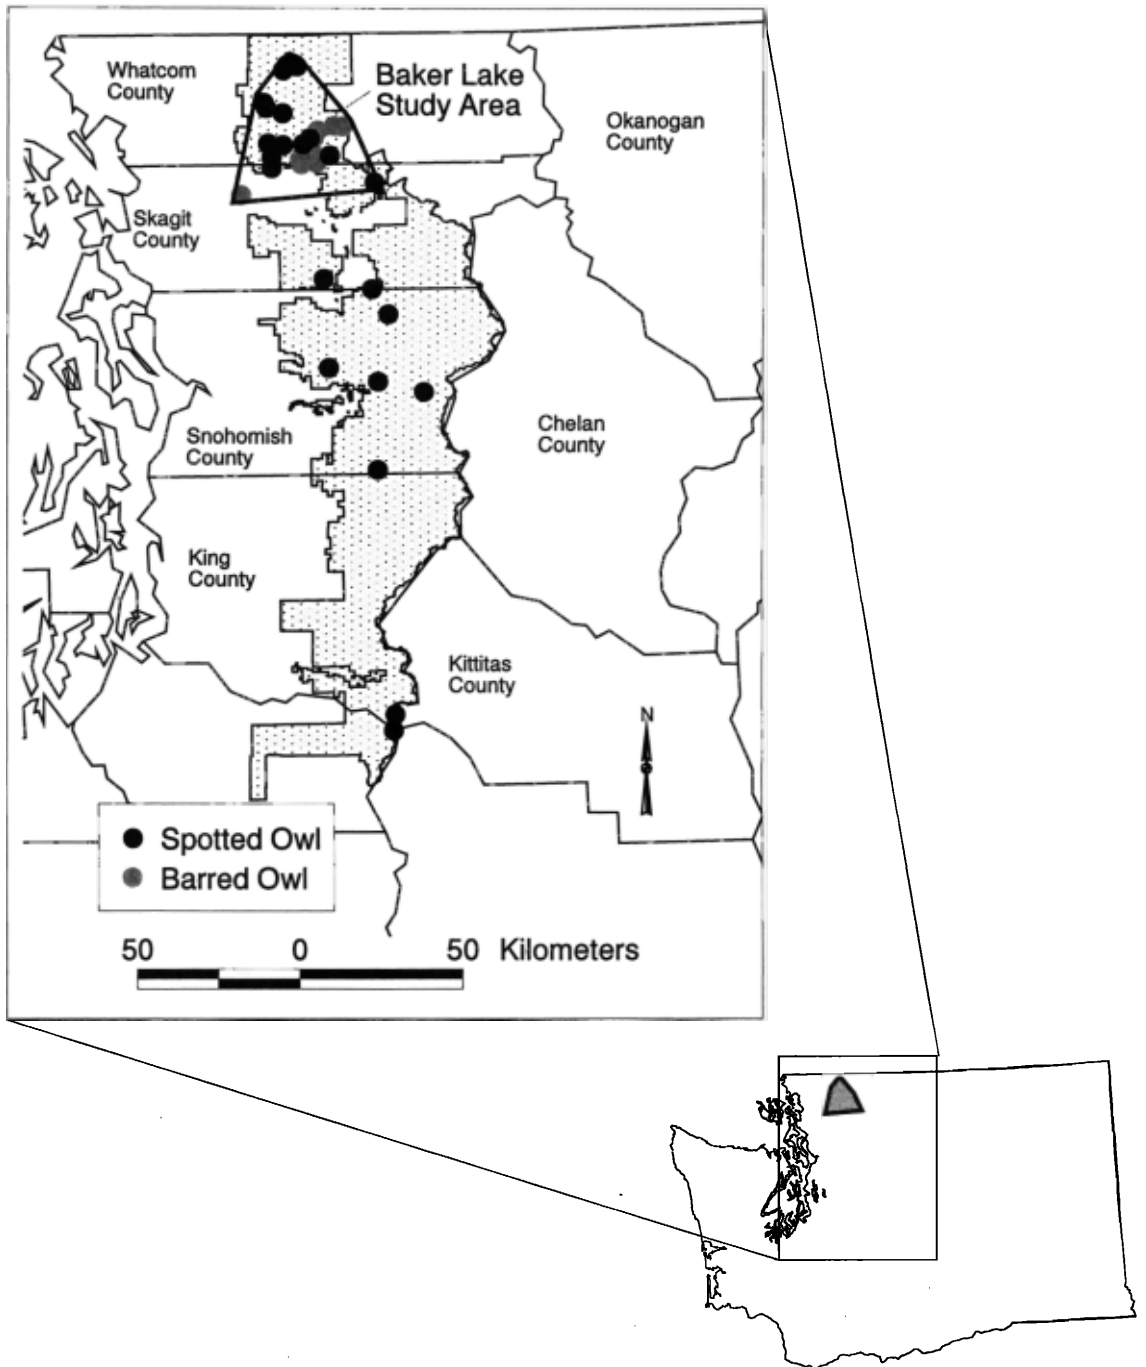 Whatcom
County
Baker Lake
Study Area
Okanogan
County
Skagit
County
Snohomish
County
Chelan
County
King
County
Kittitas
County
N
Spotted Owl
Barred Owl
50 0 50 Kilometers